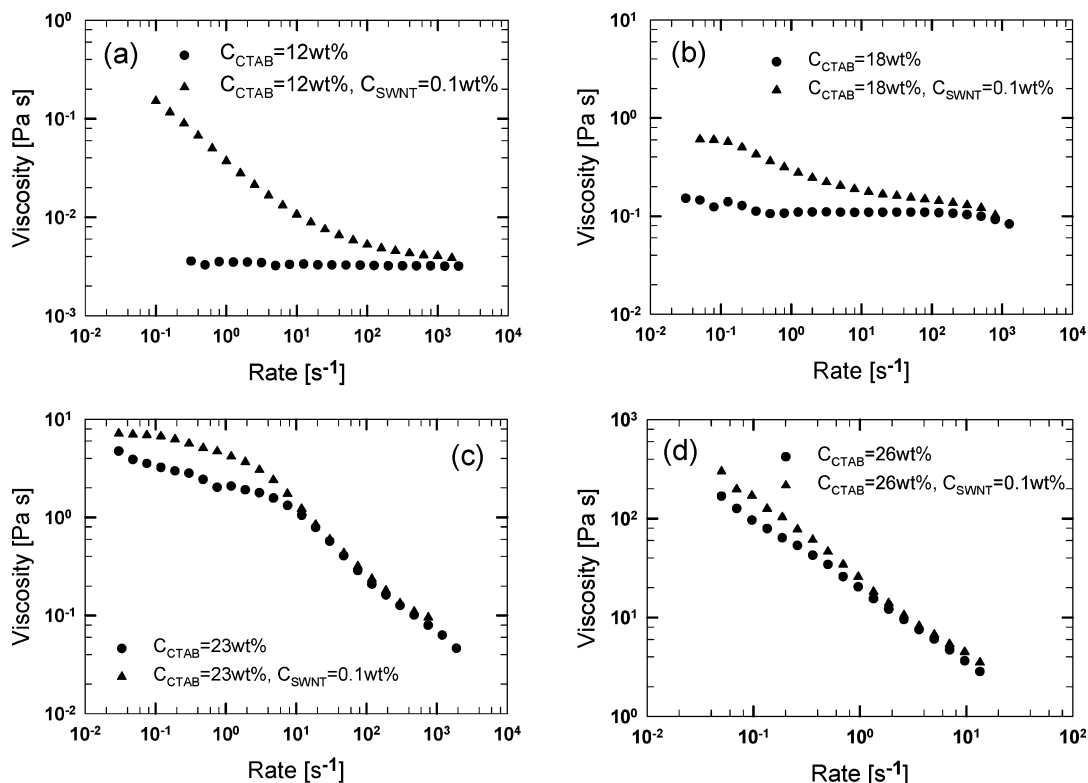 (a)
C_CTAB=12wt%
C_CTAB=12wt%, C_SWNT=0.1wt%
Viscosity [Pa s]
10^0
10^-1
10^-2
10^-3
10^-2 10^-1 10^0 10^1 10^2 10^3 10^4
Rate [s^-1]
(b)
C_CTAB=18wt%
C_CTAB=18wt%, C_SWNT=0.1wt%
Viscosity [Pa s]
10^1
10^0
10^-1
10^-2
10^-2 10^-1 10^0 10^1 10^2 10^3 10^4
Rate [s^-1]
(c)
C_CTAB=23wt%
C_CTAB=23wt%, C_SWNT=0.1wt%
Viscosity [Pa s]
10^1
10^0
10^-1
10^-2
10^-2 10^-1 10^0 10^1 10^2 10^3 10^4
Rate [s^-1]
(d)
C_CTAB=26wt%
C_CTAB=26wt%, C_SWNT=0.1wt%
Viscosity [Pa s]
10^3
10^2
10^1
10^0
10^-2 10^-1 10^0 10^1 10^2
Rate [s^-1]